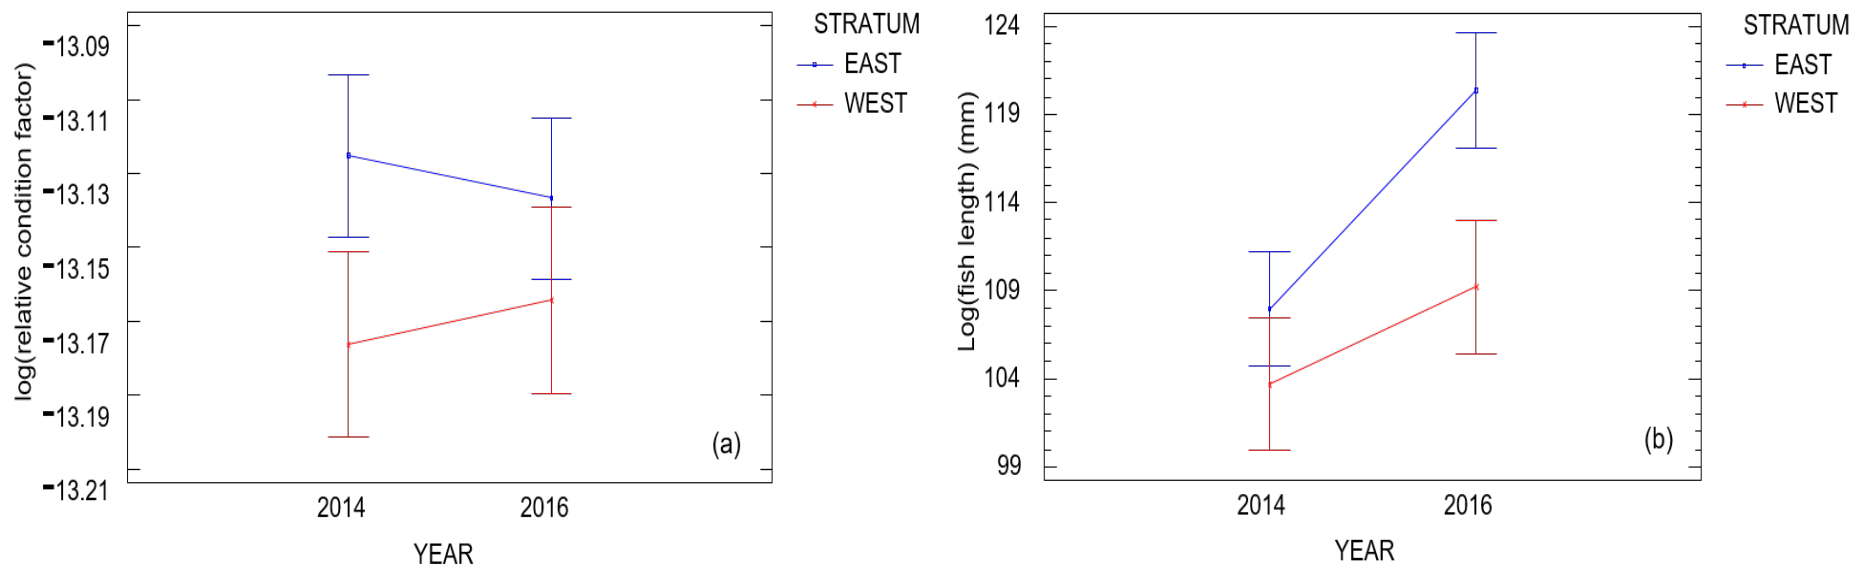 log(relative condition factor)
-13.09
-13.11
-13.13
-13.15
-13.17
-13.19
-13.21
2014
2016
YEAR
(a)
STRATUM
EAST
WEST
Log(fish length) (mm)
124
119
114
109
104
99
2014
2016
YEAR
(b)
STRATUM
EAST
WEST